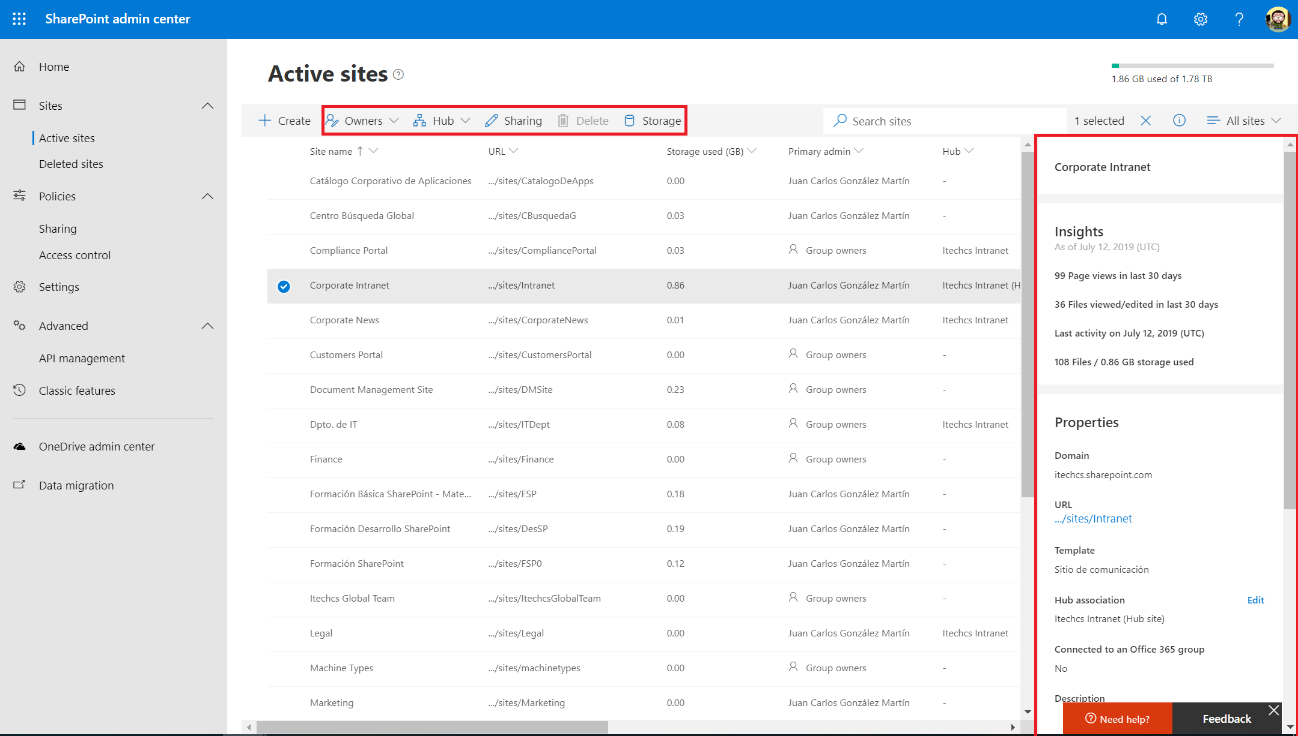 SharePoint admin center
Home
Sites
Active sites
Deleted sites
Policies
Sharing
Access control
Settings
Advanced
API management
Classic features
OneDrive admin center
Data migration
Active sites
1.86 GB used of 1.78 TB
Create Owners Hub Sharing Delete Storage Search sites 1 selected All sites
Site name URL Storage used (GB) Primary admin Hub
Catálogo Corporativo de Aplicaciones .../sites/CatalogoDeApps 0.00 Juan Carlos González Martín -
Centro Búsqueda Global .../sites/CBusquedaG 0.03 Juan Carlos González Martín -
Compliance Portal .../sites/CompliancePortal 0.03 Group owners Itechcs Intranet
Corporate Intranet .../sites/Intranet 0.86 Juan Carlos González Martín Itechcs Intranet (H
Corporate News .../sites/CorporateNews 0.01 Juan Carlos González Martín Itechcs Intranet
Customers Portal .../sites/CustomersPortal 0.00 Group owners -
Document Management Site .../sites/DMSite 0.23 Group owners -
Dpto. de IT .../sites/ITDept 0.08 Group owners Itechcs Intranet
Finance .../sites/Finance 0.00 Group owners -
Formación Básica SharePoint - Mate... .../sites/FSP 0.18 Juan Carlos González Martín -
Formación Desarrollo SharePoint .../sites/DesSP 0.19 Juan Carlos González Martín -
Formación SharePoint .../sites/FSP0 0.12 Juan Carlos González Martín -
Itechcs Global Team .../sites/ItechcsGlobalTeam 0.00 Group owners -
Legal .../sites/Legal 0.00 Juan Carlos González Martín Itechcs Intranet
Machine Types .../sites/machinetypes 0.00 Group owners -
Marketing .../sites/Marketing 0.00 Juan Carlos González Martín -
Corporate Intranet
Insights
As of July 12, 2019 (UTC)
99 Page views in last 30 days
36 Files viewed/edited in last 30 days
Last activity on July 12, 2019 (UTC)
108 Files / 0.86 GB storage used
Properties
Domain
itechcs.sharepoint.com
URL
.../sites/Intranet
Template
Sitio de comunicación
Hub association Edit
Itechcs Intranet (Hub site)
Connected to an Office 365 group
No
Description
Need help? Feedback